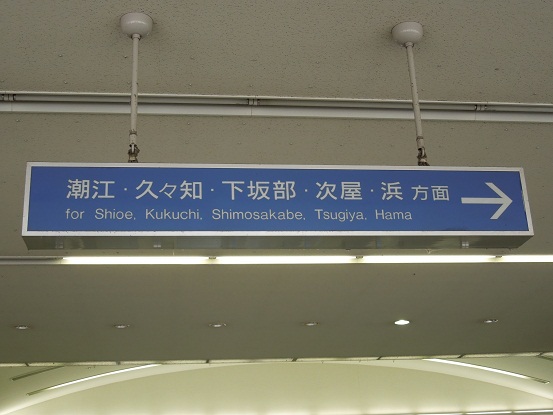 潮江・久々知・下坂部・次屋・浜 方面 →
for Shioe, Kukuchi, Shimosakabe, Tsugiya, Hama